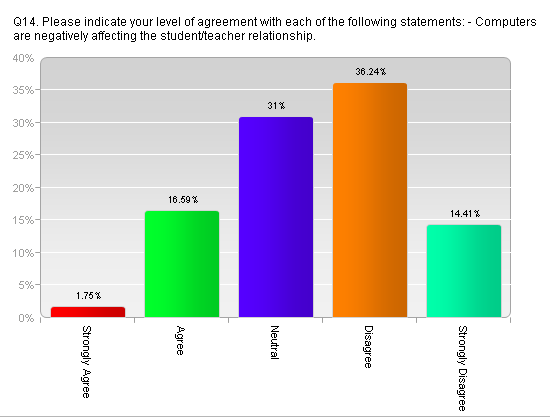 Q14. Please indicate your level of agreement with each of the following statements: - Computers
are negatively affecting the student/teacher relationship.
40%
35%
30%
25%
20%
15%
10%
5%
0%
1.75%
16.59%
31%
36.24%
14.41%
Strongly Agree
Agree
Neutral
Disagree
Strongly Disagree